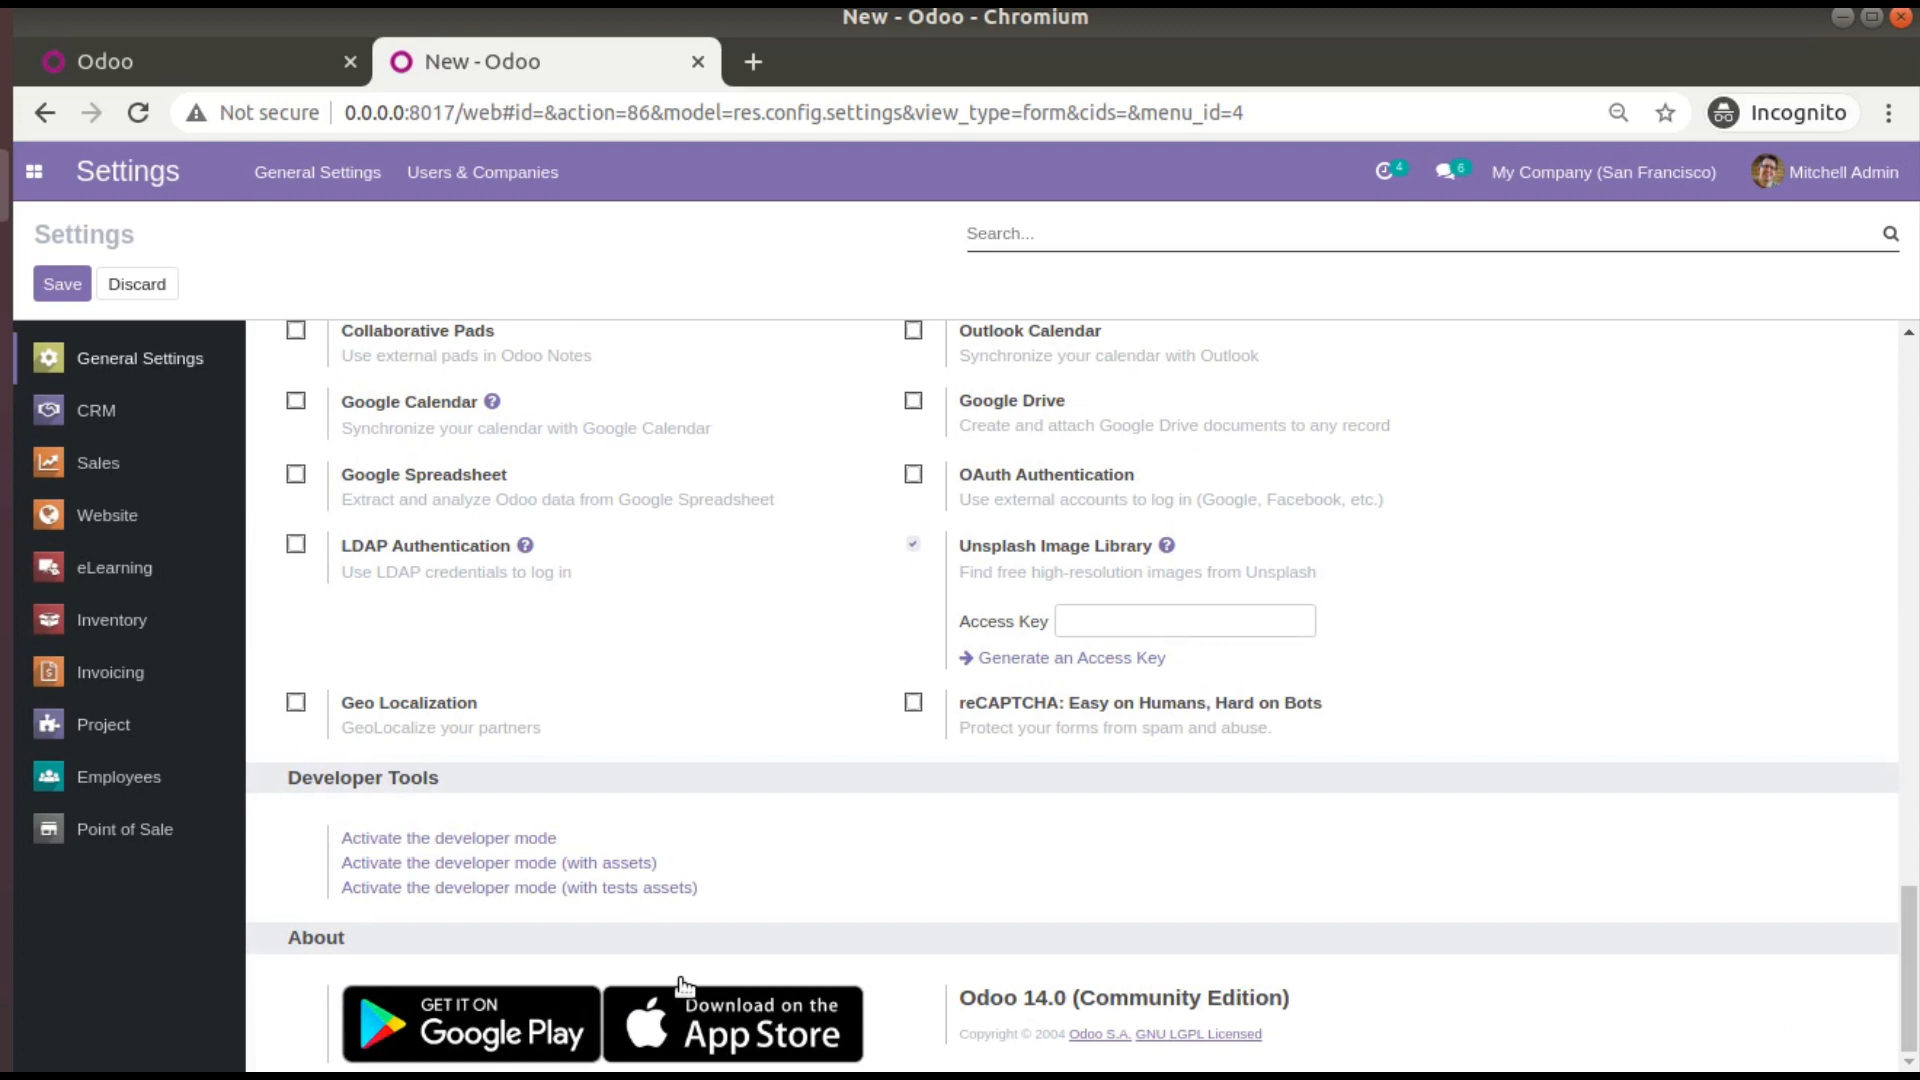 New - Odoo - Chromium
Odoo
New - Odoo
Not secure
0.0.0.0:8017/web#id=&action=86&model=res.config.settings&view_type=form&cids=&menu_id=4
Incognito
Settings
General Settings
Users & Companies
4
6
My Company (San Francisco)
Mitchell Admin
Settings
Search...
Save
Discard
General Settings
CRM
Sales
Website
eLearning
Inventory
Invoicing
Project
Employees
Point of Sale
Collaborative Pads
Use external pads in Odoo Notes
Outlook Calendar
Synchronize your calendar with Outlook
Google Calendar ?
Synchronize your calendar with Google Calendar
Google Drive
Create and attach Google Drive documents to any record
Google Spreadsheet
Extract and analyze Odoo data from Google Spreadsheet
OAuth Authentication
Use external accounts to log in (Google, Facebook, etc.)
LDAP Authentication ?
Use LDAP credentials to log in
Unsplash Image Library ?
Find free high-resolution images from Unsplash
Access Key
Generate an Access Key
Geo Localization
GeoLocalize your partners
reCAPTCHA: Easy on Humans, Hard on Bots
Protect your forms from spam and abuse.
Developer Tools
Activate the developer mode
Activate the developer mode (with assets)
Activate the developer mode (with tests assets)
About
GET IT ON
Google Play
Download on the
App Store
Odoo 14.0 (Community Edition)
Copyright © 2004 Odoo S.A. GNU LGPL Licensed